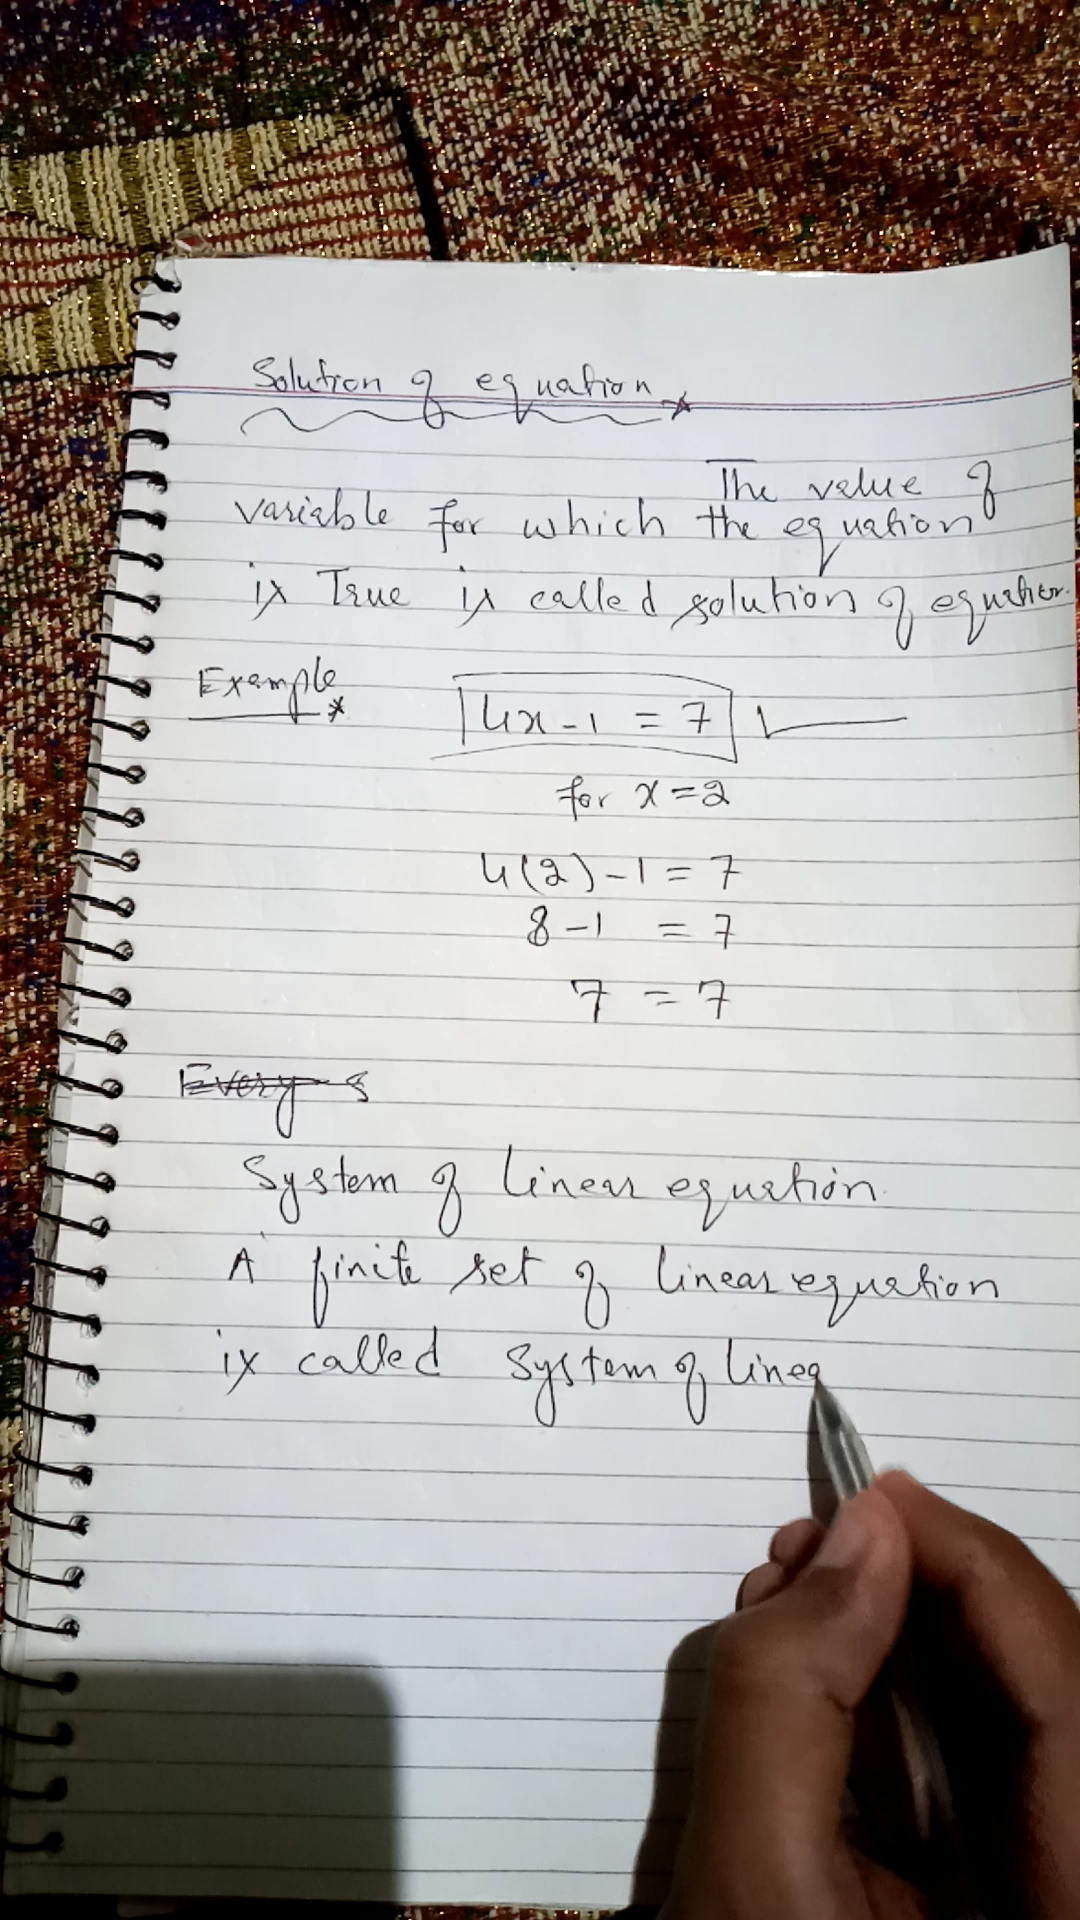 Solution of equation
The value of
variable for which the equation
is True is called solution of equation.
Example
4x - 1 = 7
for x = 2
4(2) - 1 = 7
8 - 1 = 7
7 = 7
Every s
System of linear equation.
A finite set of linear equation
is called system of linea